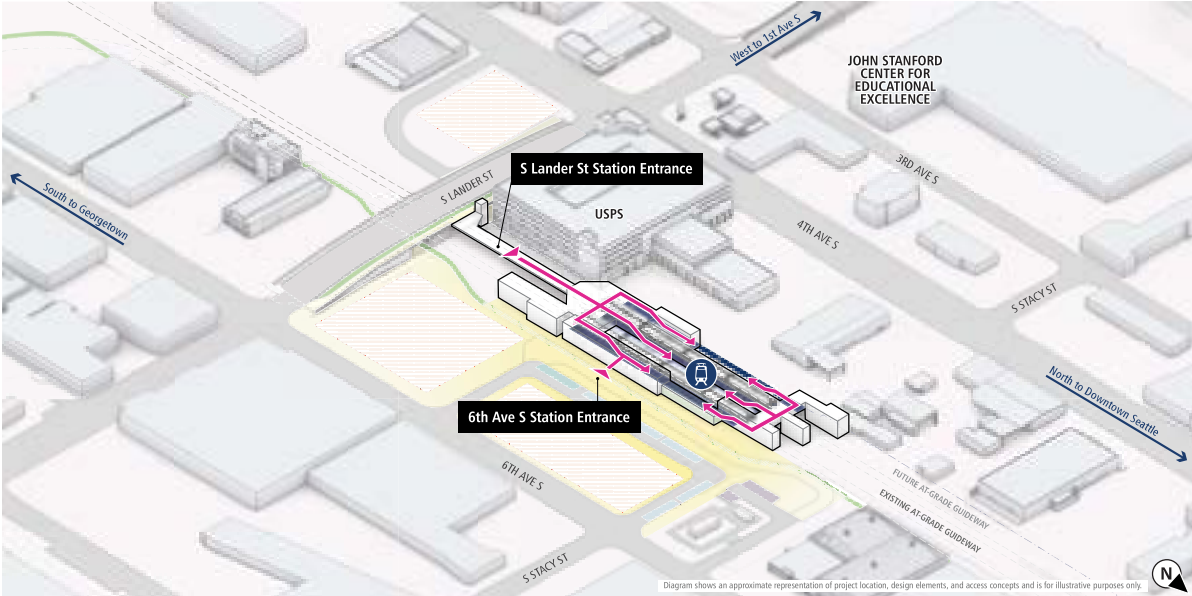 West to 1st Ave S
JOHN STANFORD
CENTER FOR
EDUCATIONAL
EXCELLENCE
S Lander St Station Entrance
3RD AVE S
S LANDER ST
South to Georgetown
USPS
4TH AVE S
S STACY ST
North to Downtown Seattle
6th Ave S Station Entrance
6TH AVE S
FUTURE AT-GRADE GUIDEWAY
EXISTING AT-GRADE GUIDEWAY
S STACY ST
N
Diagram shows an approximate representation of project location, design elements, and access concepts and is for illustrative purposes only.